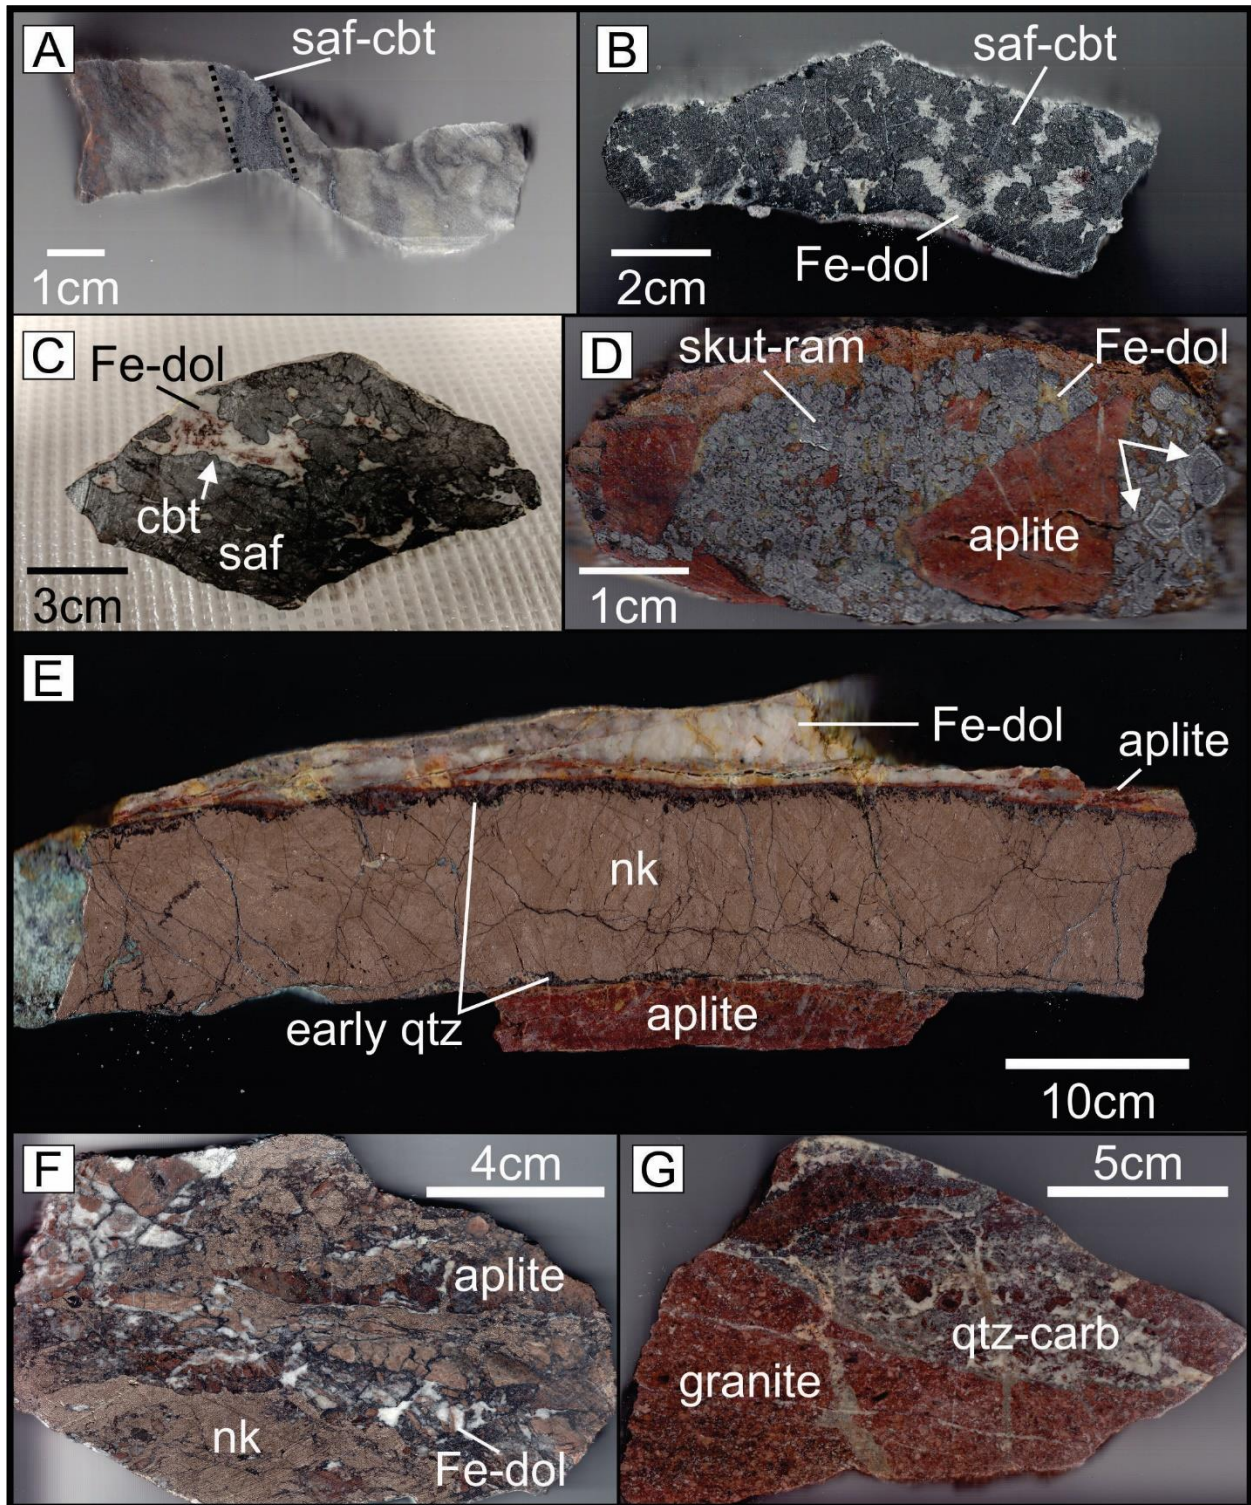 A
saf-cbt
1cm
B
saf-cbt
Fe-dol
2cm
C
Fe-dol
cbt
saf
3cm
D
skut-ram
Fe-dol
aplite
1cm
E
Fe-dol
aplite
nk
early qtz
aplite
10cm
F
4cm
aplite
nk
Fe-dol
G
5cm
qtz-carb
granite